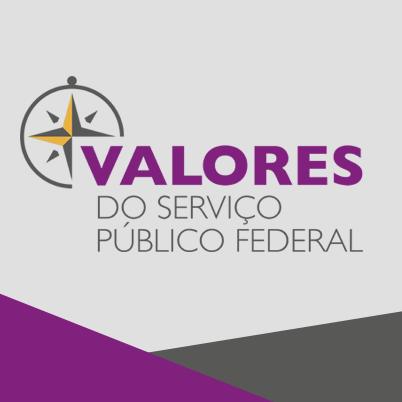 VALORES
DO SERVIÇO
PÚBLICO FEDERAL